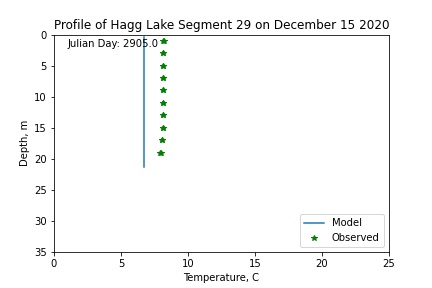 Profile of Hagg Lake Segment 29 on December 15 2020
Julian Day: 2905.0
0
5
10
15
20
25
30
35
Depth, m
0 5 10 15 20 25
Temperature, C
Model
Observed